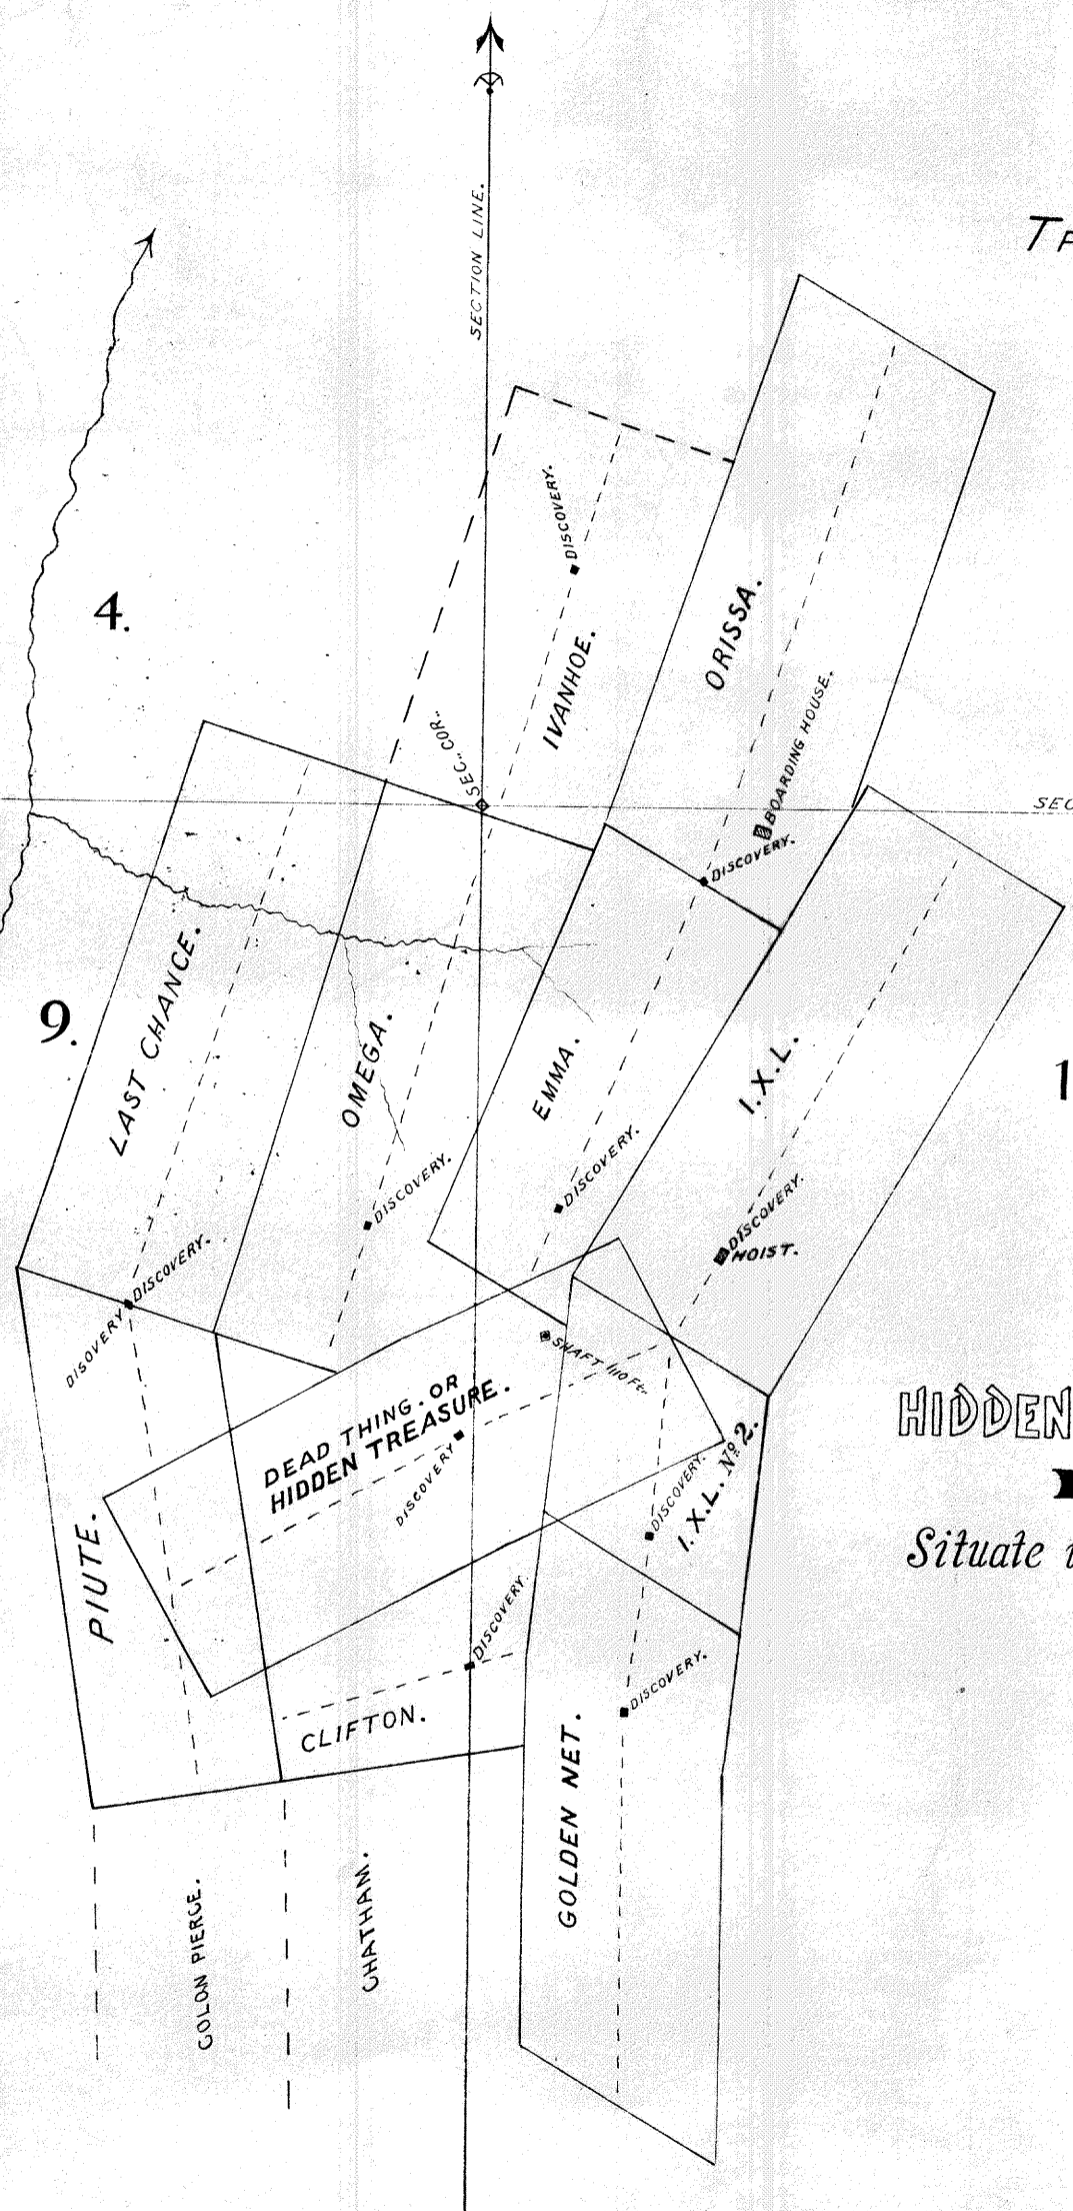 SECTION LINE.
TR
DISCOVERY.
4.
IVANHOE.
ORISSA.
SEC., COR.,
BOARDING HOUSE.
SEC
DISCOVERY.
LAST CHANCE.
9.
OMEGA.
EMMA.
I.X.L.
1
DISCOVERY.
DISCOVERY.
DISCOVERY.
HOIST.
DISCOVERY.
DISOVERY
SHAFT 110 Ft.
DEAD THING. OR
HIDDEN TREASURE.
DISCOVERY
HIDDEN
DISCOVERY.
I.X.L. Nº 2.
Situate i
PIUTE.
DISCOVERY.
DISCOVERY.
CLIFTON.
GOLDEN NET.
COLON PIERCE.
CHATHAM.